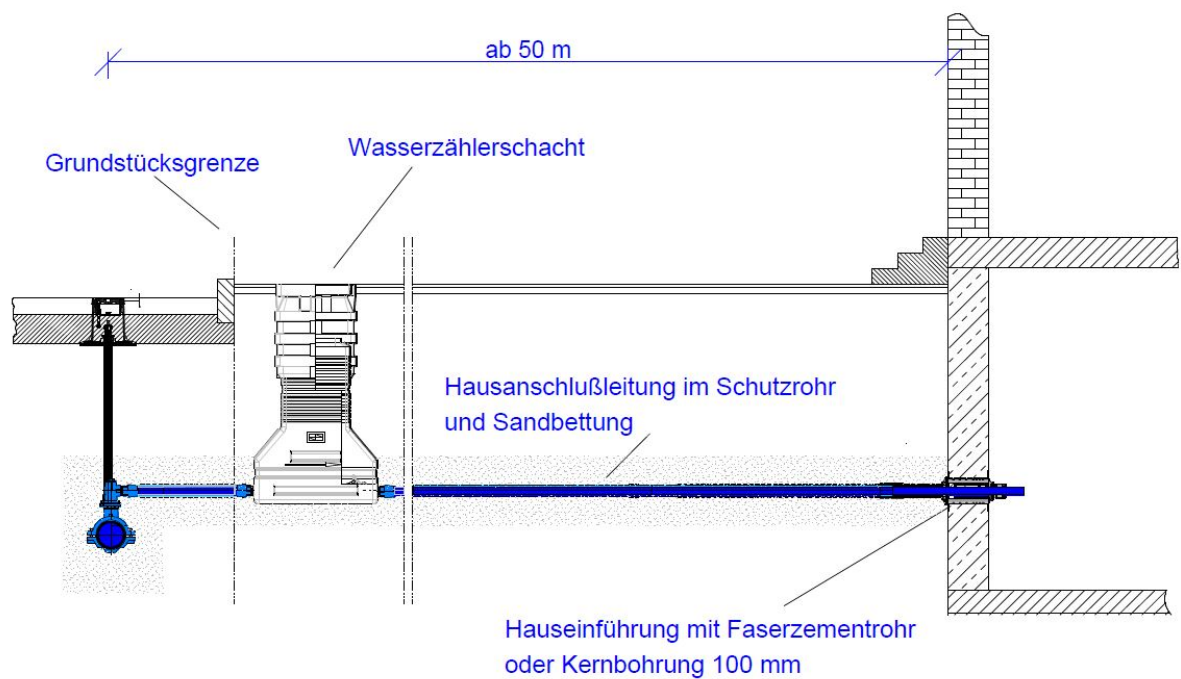 ab 50 m
Wasserzählerschacht
Grundstücksgrenze
Hausanschlußleitung im Schutzrohr
und Sandbettung
Hauseinführung mit Faserzementrohr
oder Kernbohrung 100 mm